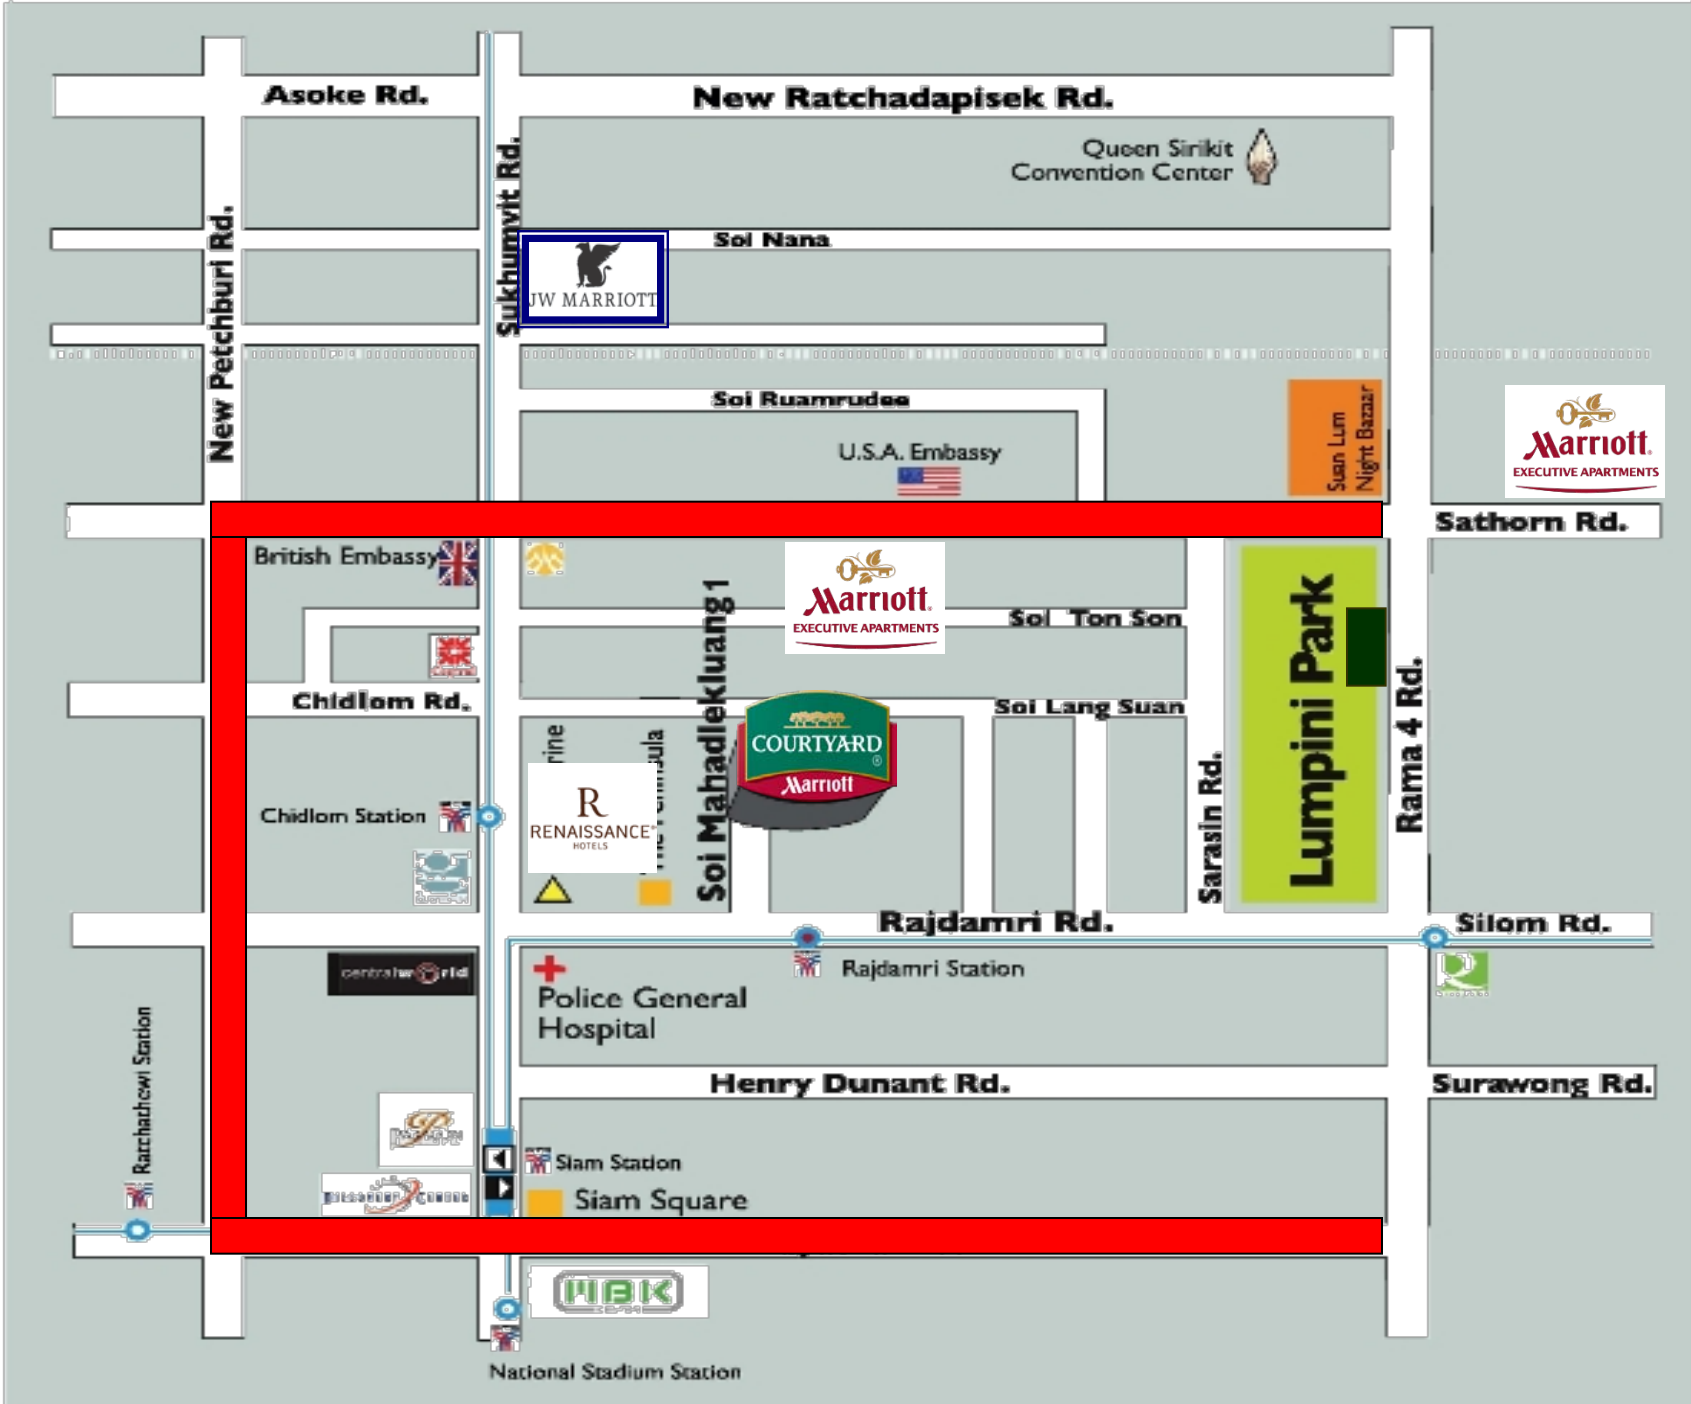 Asoke Rd.
New Ratchadapisek Rd.
Queen Sirikit
Convention Center
Sukhumvit Rd.
New Petchburi Rd.
Soi Nana
JW MARRIOTT
Soi Ruamrudee
U.S.A. Embassy
Suan Lum
Night Bazaar
Marriott
EXECUTIVE APARTMENTS
Sathorn Rd.
British Embassy
Marriott
EXECUTIVE APARTMENTS
Soi Ton Son
Soi Mahadlekluang1
Lumpini Park
Rama 4 Rd.
Chidlom Rd.
Soi Lang Suan
COURTYARD
®
Marriott
Sarasin Rd.
Chidlom Station
R
RENAISSANCE
HOTELS
Rajdamri Rd.
Silom Rd.
centralworld
Rajdamri Station
Police General
Hospital
Henry Dunant Rd.
Surawong Rd.
Ratchathewi Station
Siam Station
Siam Square
MBK
National Stadium Station